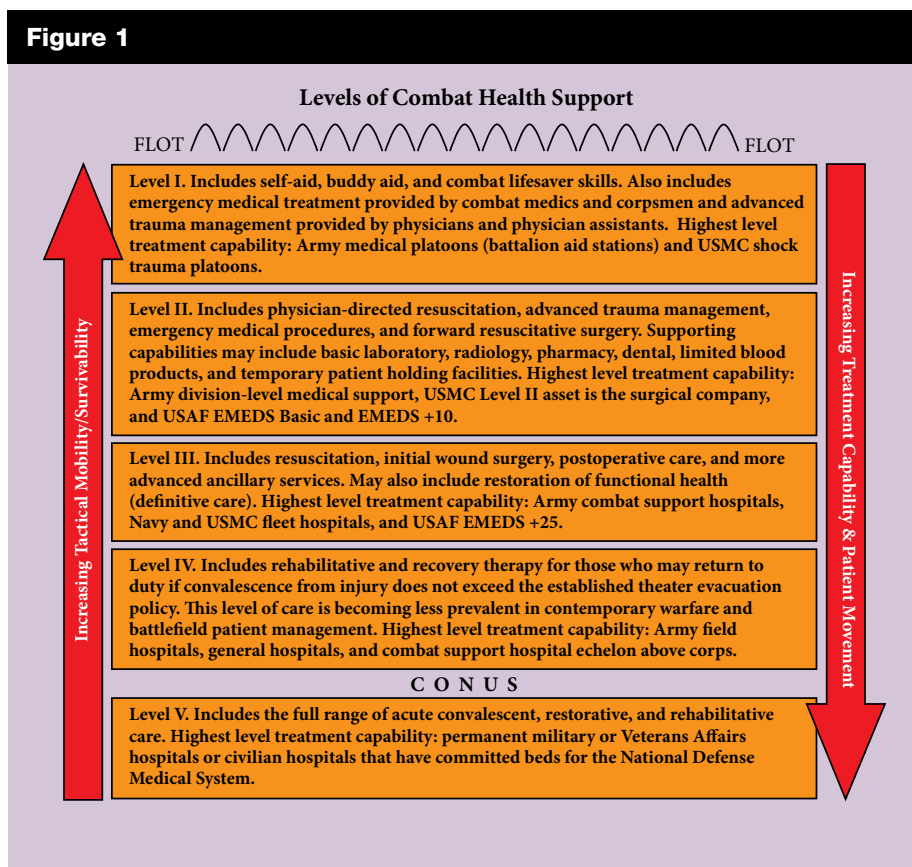 Figure 1
Levels of Combat Health Support
FLOT
FLOT
Level I. Includes self-aid, buddy aid, and combat lifesaver skills. Also includes
emergency medical treatment provided by combat medics and corpsmen and advanced
trauma management provided by physicians and physician assistants. Highest level
treatment capability: Army medical platoons (battalion aid stations) and USMC shock
trauma platoons.
Level II. Includes physician-directed resuscitation, advanced trauma management,
emergency medical procedures, and forward resuscitative surgery. Supporting
capabilities may include basic laboratory, radiology, pharmacy, dental, limited blood
products, and temporary patient holding facilities. Highest level treatment capability:
Army division-level medical support, USMC Level II asset is the surgical company,
and USAF EMEDS Basic and EMEDS +10.
Level III. Includes resuscitation, initial wound surgery, postoperative care, and more
advanced ancillary services. May also include restoration of functional health
(definitive care). Highest level treatment capability: Army combat support hospitals,
Navy and USMC fleet hospitals, and USAF EMEDS +25.
Level IV. Includes rehabilitative and recovery therapy for those who may return to
duty if convalescence from injury does not exceed the established theater evacuation
policy. This level of care is becoming less prevalent in contemporary warfare and
battlefield patient management. Highest level treatment capability: Army field
hospitals, general hospitals, and combat support hospital echelon above corps.
C O N U S
Level V. Includes the full range of acute convalescent, restorative, and rehabilitative
care. Highest level treatment capability: permanent military or Veterans Affairs
hospitals or civilian hospitals that have committed beds for the National Defense
Medical System.
Increasing Tactical Mobility/Survivability
Increasing Treatment Capability & Patient Movement